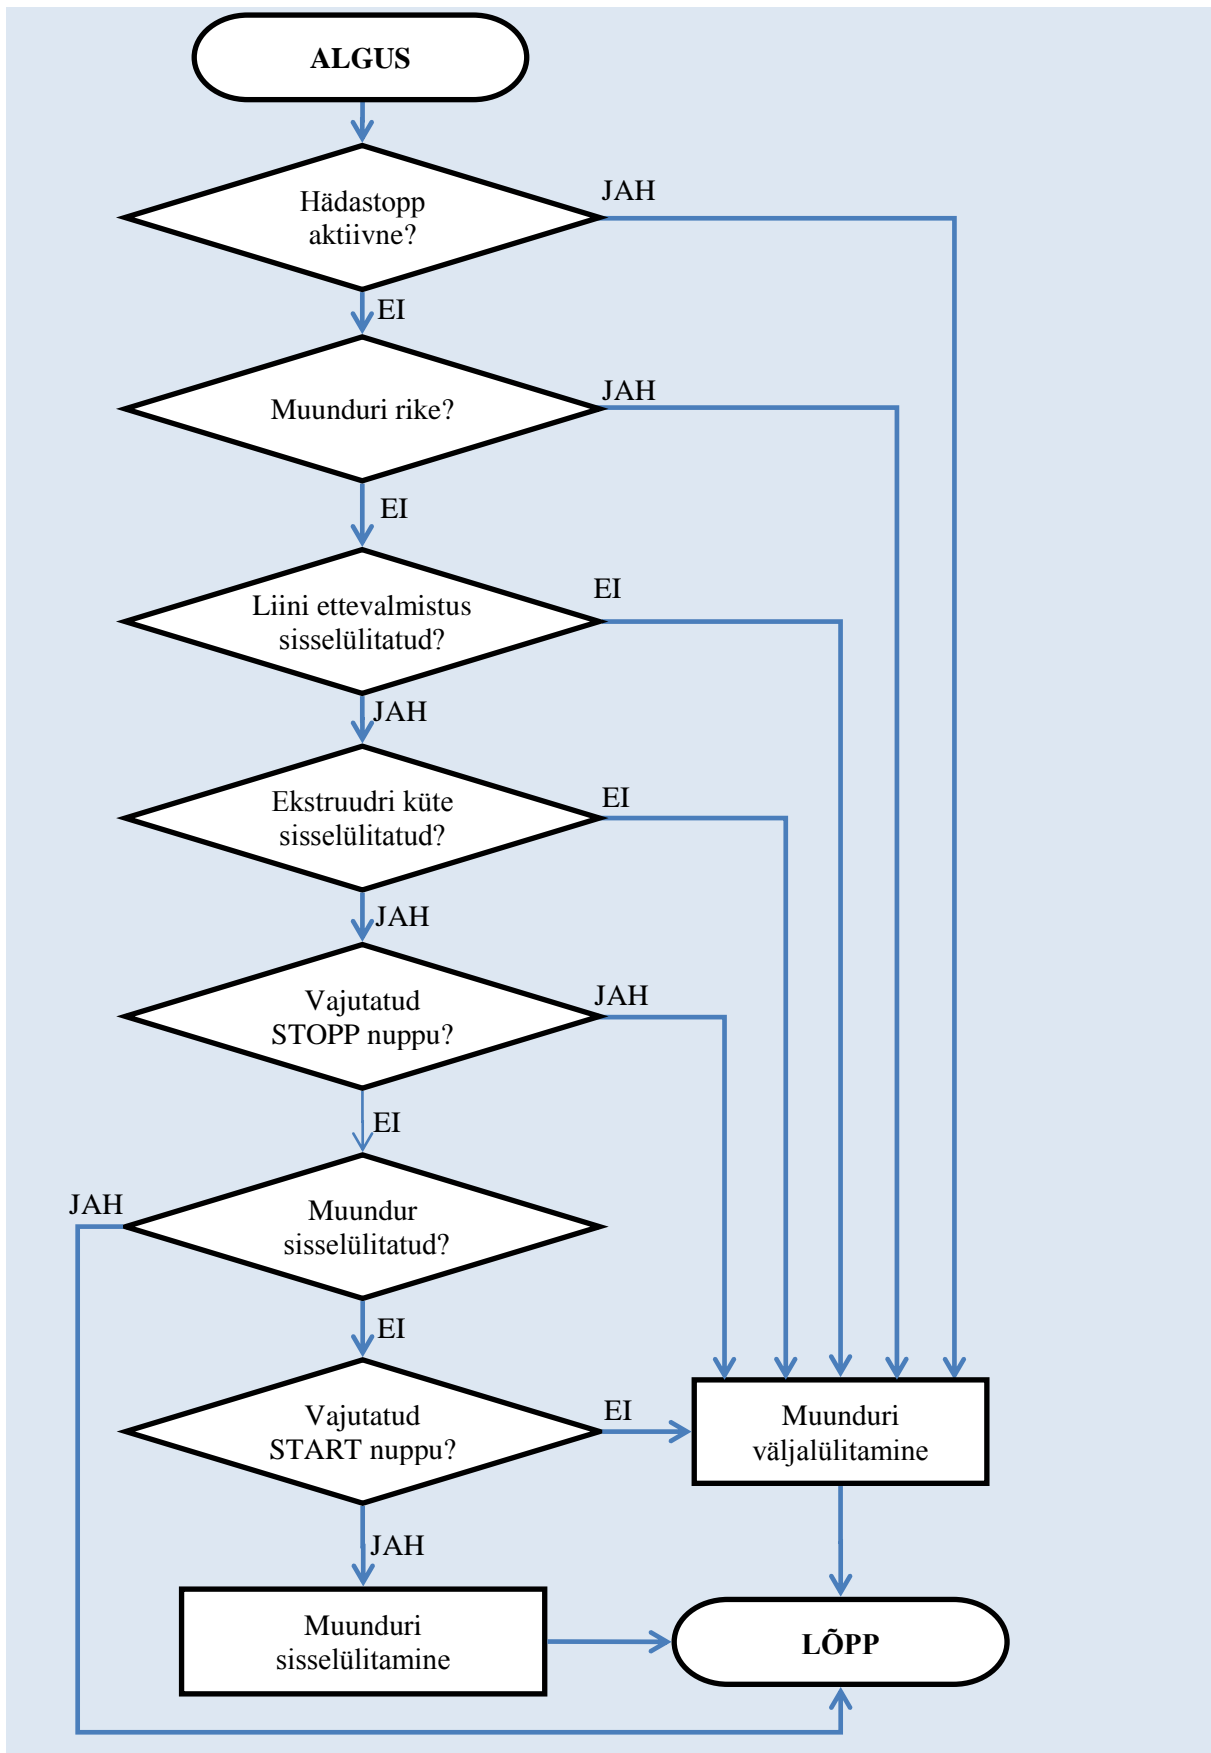 ALGUS
Hädastopp
aktiivne?
JAH
EI
Muunduri rike?
JAH
EI
Liini ettevalmistus
sisselülitatud?
EI
JAH
Ekstruudri küte
sisselülitatud?
EI
JAH
Vajutatud
STOPP nuppu?
JAH
EI
JAH
Muundur
sisselülitatud?
EI
Vajutatud
START nuppu?
EI
Muunduri
väljalülitamine
JAH
Muunduri
sisselülitamine
LÕPP